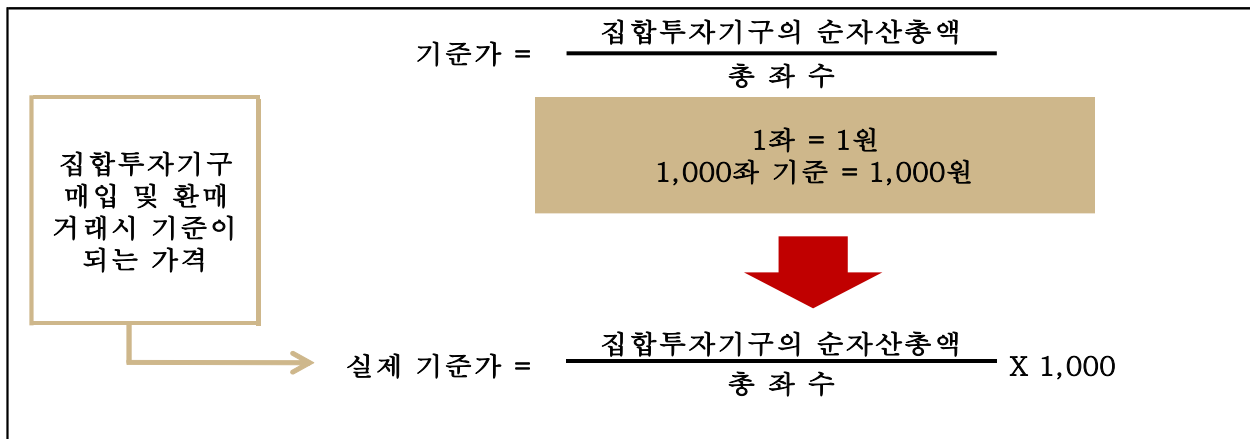 집합투자기구의 순자산총액
기준가 =
총 좌 수
1좌 = 1원
1,000좌 기준 = 1,000원
집합투자기구
매입 및 환매
거래시 기준이
되는 가격
집합투자기구의 순자산총액
실제 기준가 =
X 1,000
총 좌 수